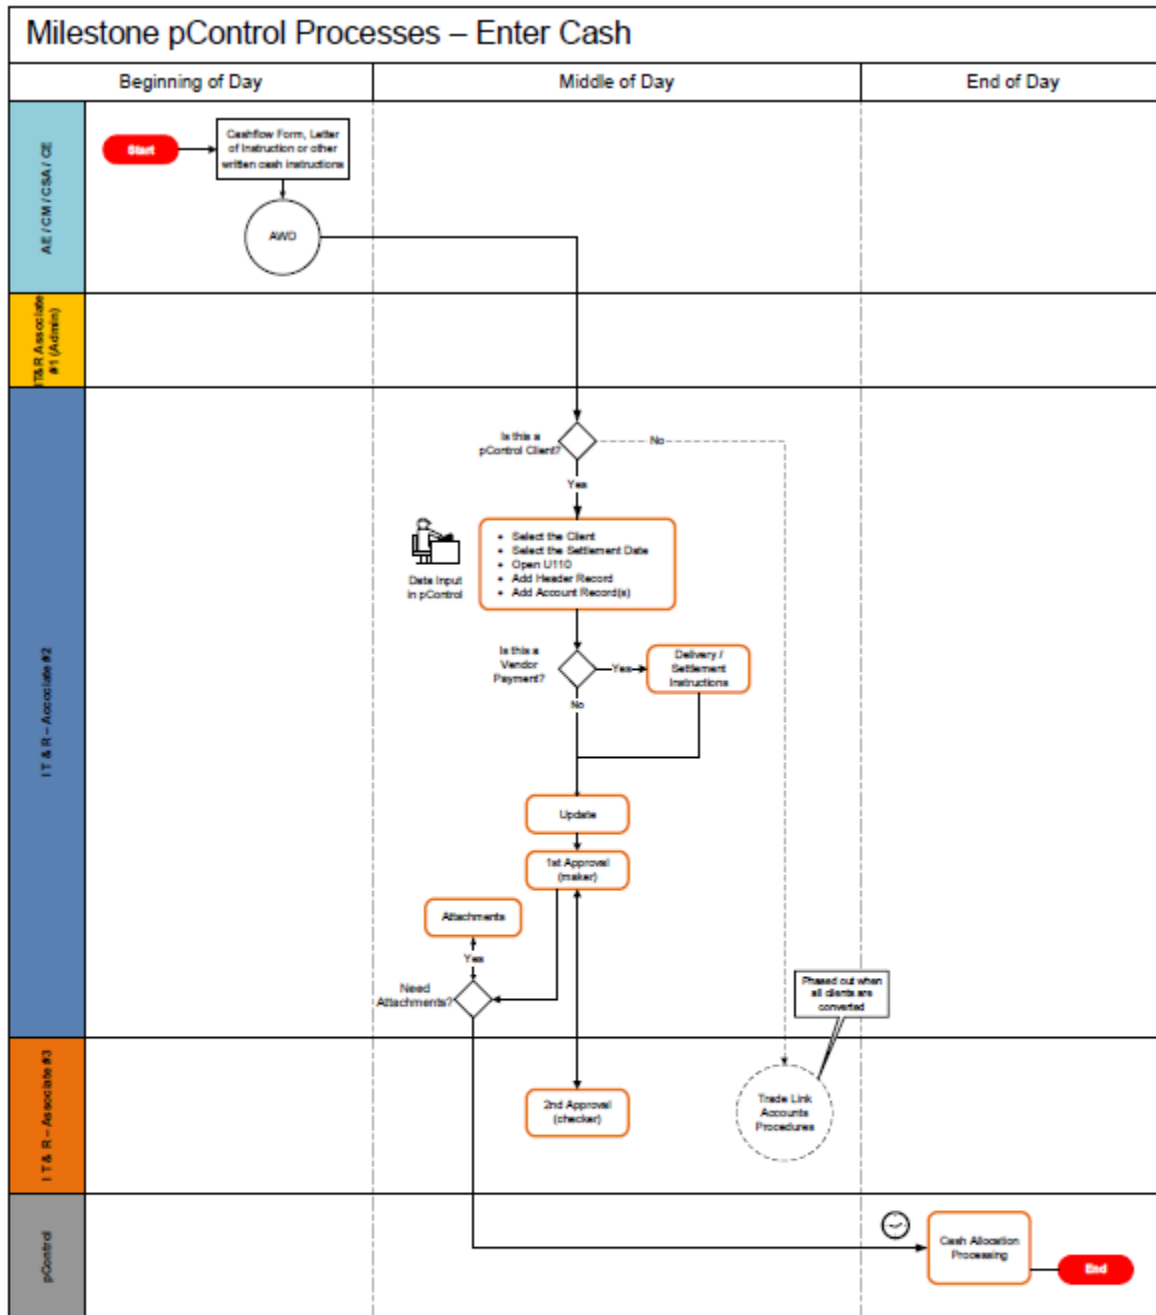 Milestone pControl Processes – Enter Cash
Beginning of Day
Middle of Day
End of Day
AE / CM / CSA / CE
Start
Cashflow Form, Letter
of Instruction or other
written cash instructions
AWD
IT&R Associate
#1 (Admin)
I T & R – Associate #2
Is this a
pControl Client?
No
Yes
Data Input
in pControl
• Select the Client
• Select the Settlement Date
• Open U110
• Add Header Record
• Add Account Record(s)
Is this a
Vendor
Payment?
Yes
Delivery /
Settlement
Instructions
No
Update
1st Approval
(maker)
Attachments
Yes
Need
Attachments?
Phased out when
all clients are
converted
I T & R – Associate #3
2nd Approval
(checker)
Trade Link
Accounts
Procedures
pControl
Cash Allocation
Processing
End